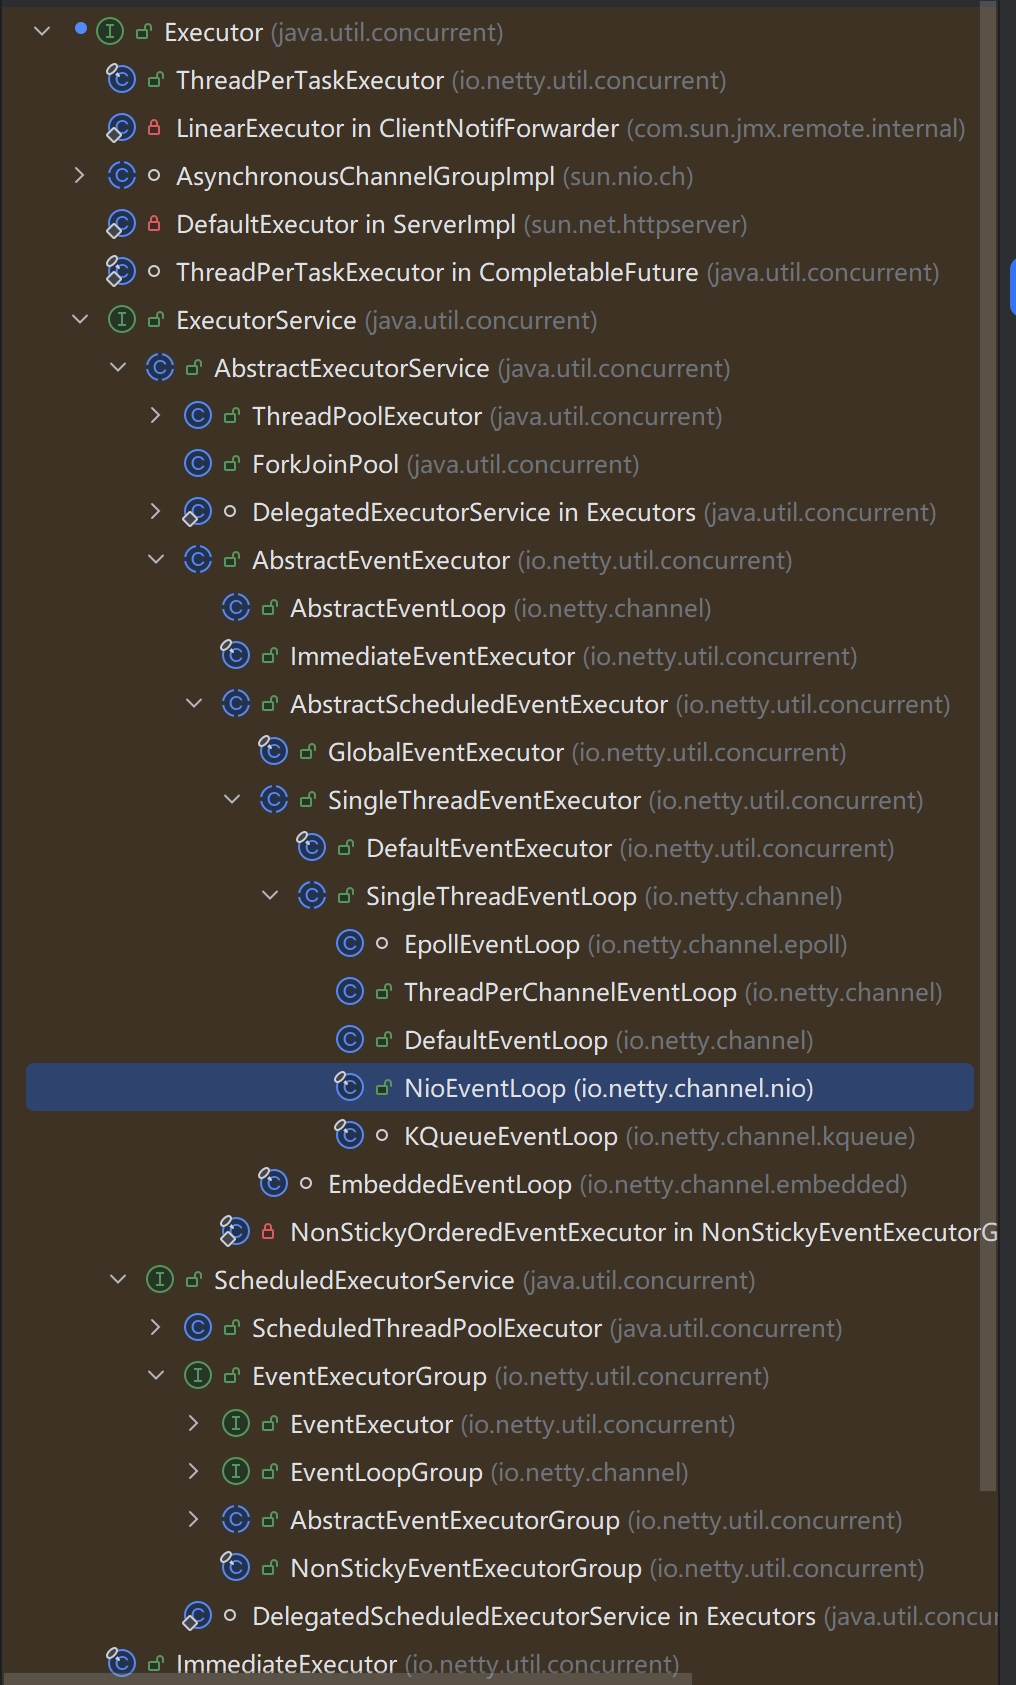 Executor (java.util.concurrent)
ThreadPerTaskExecutor (io.netty.util.concurrent)
LinearExecutor in ClientNotifForwarder (com.sun.jmx.remote.internal)
AsynchronousChannelGroupImpl (sun.nio.ch)
DefaultExecutor in ServerImpl (sun.net.httpserver)
ThreadPerTaskExecutor in CompletableFuture (java.util.concurrent)
ExecutorService (java.util.concurrent)
AbstractExecutorService (java.util.concurrent)
ThreadPoolExecutor (java.util.concurrent)
ForkJoinPool (java.util.concurrent)
DelegatedExecutorService in Executors (java.util.concurrent)
AbstractEventExecutor (io.netty.util.concurrent)
AbstractEventLoop (io.netty.channel)
ImmediateEventExecutor (io.netty.util.concurrent)
AbstractScheduledEventExecutor (io.netty.util.concurrent)
GlobalEventExecutor (io.netty.util.concurrent)
SingleThreadEventExecutor (io.netty.util.concurrent)
DefaultEventExecutor (io.netty.util.concurrent)
SingleThreadEventLoop (io.netty.channel)
EpollEventLoop (io.netty.channel.epoll)
ThreadPerChannelEventLoop (io.netty.channel)
DefaultEventLoop (io.netty.channel)
NioEventLoop (io.netty.channel.nio)
KQueueEventLoop (io.netty.channel.kqueue)
EmbeddedEventLoop (io.netty.channel.embedded)
NonStickyOrderedEventExecutor in NonStickyEventExecutorG
ScheduledExecutorService (java.util.concurrent)
ScheduledThreadPoolExecutor (java.util.concurrent)
EventExecutorGroup (io.netty.util.concurrent)
EventExecutor (io.netty.util.concurrent)
EventLoopGroup (io.netty.channel)
AbstractEventExecutorGroup (io.netty.util.concurrent)
NonStickyEventExecutorGroup (io.netty.util.concurrent)
DelegatedScheduledExecutorService in Executors (java.util.concur
ImmediateExecutor (io.netty.util.concurrent)